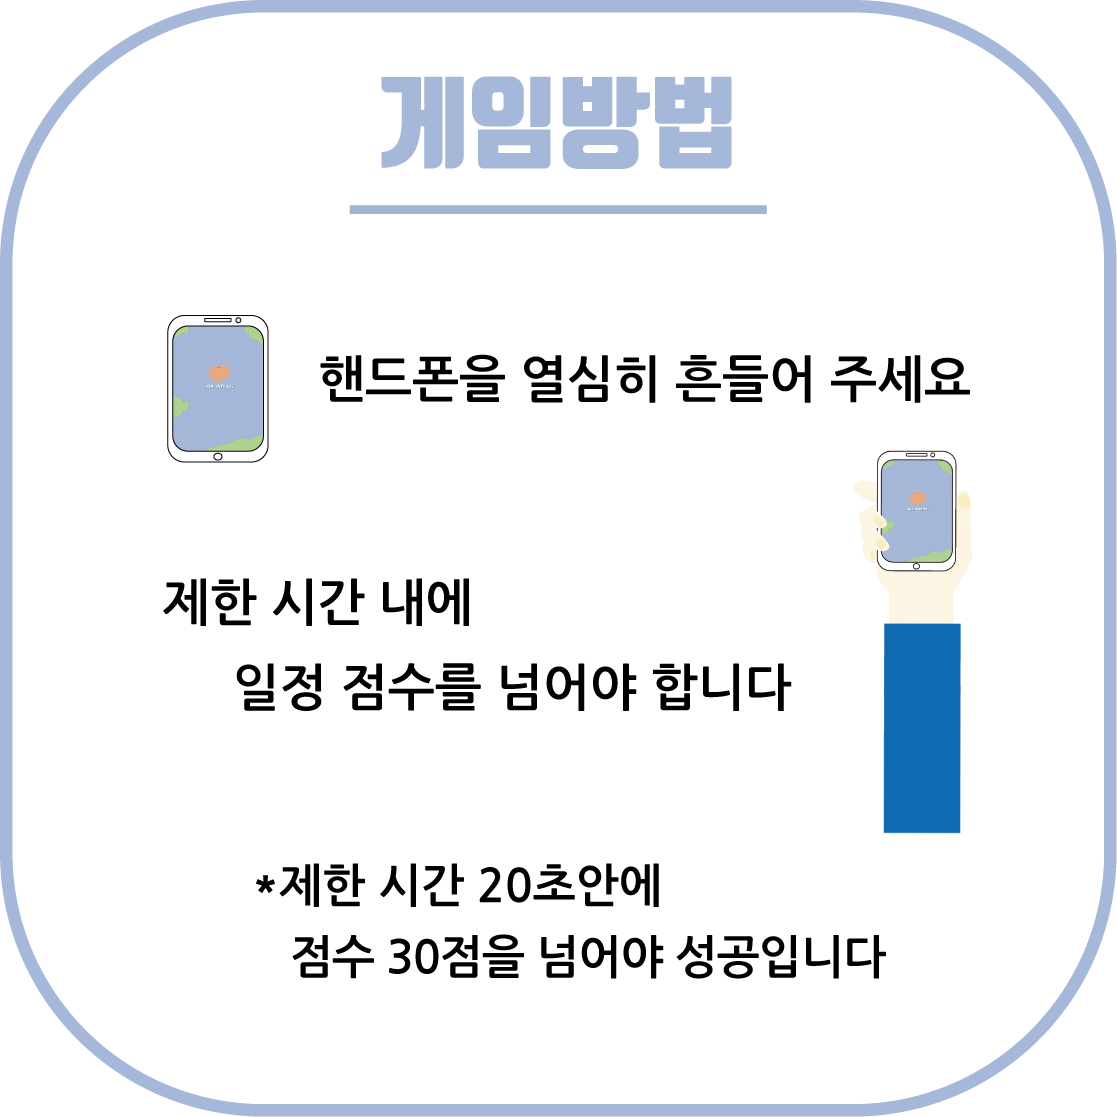 게임방법
핸드폰을 열심히 흔들어 주세요
제한 시간 내에
일정 점수를 넘어야 합니다
*제한 시간 20초안에
점수 30점을 넘어야 성공입니다